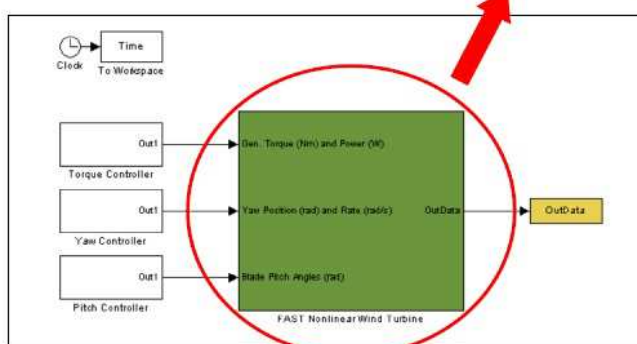 Time
Clock
To Workspace
Out1
Torque Controller
Out1
Yaw Controller
Out1
Pitch Controller
Gen. Torque (Nm) and Power (W)
Yaw Position (rad) and Rate (rad/s)
Blade Pitch Angles (rad)
OutData
FAST Nonlinear Wind Turbine
OutData